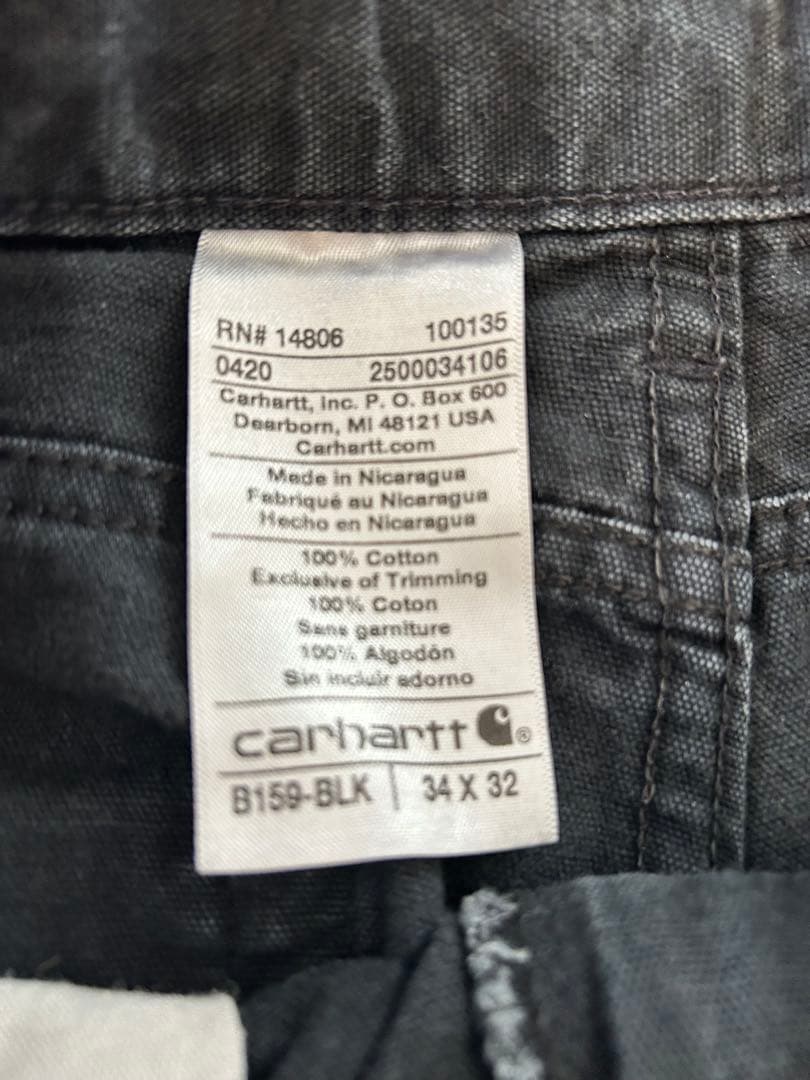 RN# 14806 100135
0420 2500034106
Carhartt, Inc. P. O. Box 600
Dearborn, MI 48121 USA
Carhartt.com
Made in Nicaragua
Fabriqué au Nicaragua
Hecho en Nicaragua
100% Cotton
Exclusive of Trimming
100% Coton
Sans garniture
100% Algodón
Sin incluir adorno
carhartt ®
B159-BLK | 34 X 32